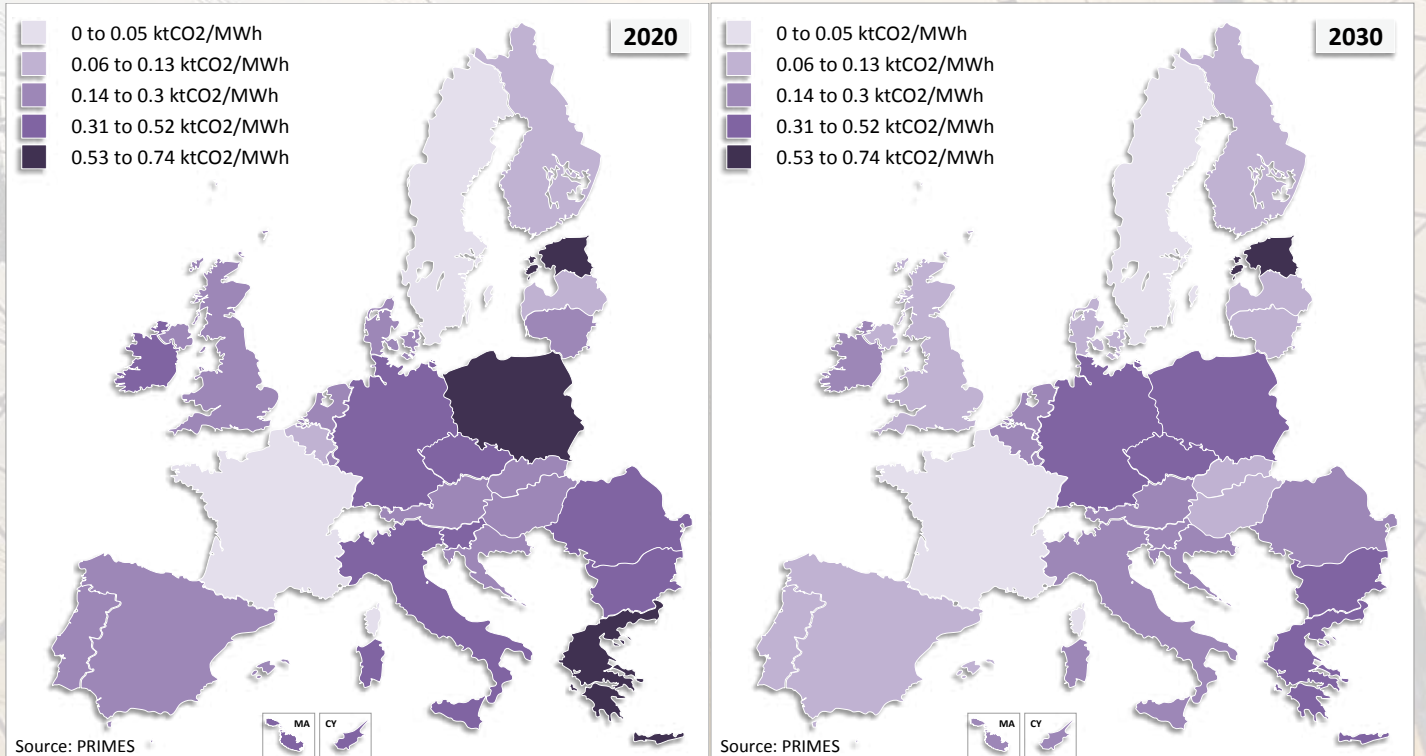 2020
0 to 0.05 ktCO2/MWh
0.06 to 0.13 ktCO2/MWh
0.14 to 0.3 ktCO2/MWh
0.31 to 0.52 ktCO2/MWh
0.53 to 0.74 ktCO2/MWh
MA
CY
Source: PRIMES
2030
0 to 0.05 ktCO2/MWh
0.06 to 0.13 ktCO2/MWh
0.14 to 0.3 ktCO2/MWh
0.31 to 0.52 ktCO2/MWh
0.53 to 0.74 ktCO2/MWh
MA
CY
Source: PRIMES